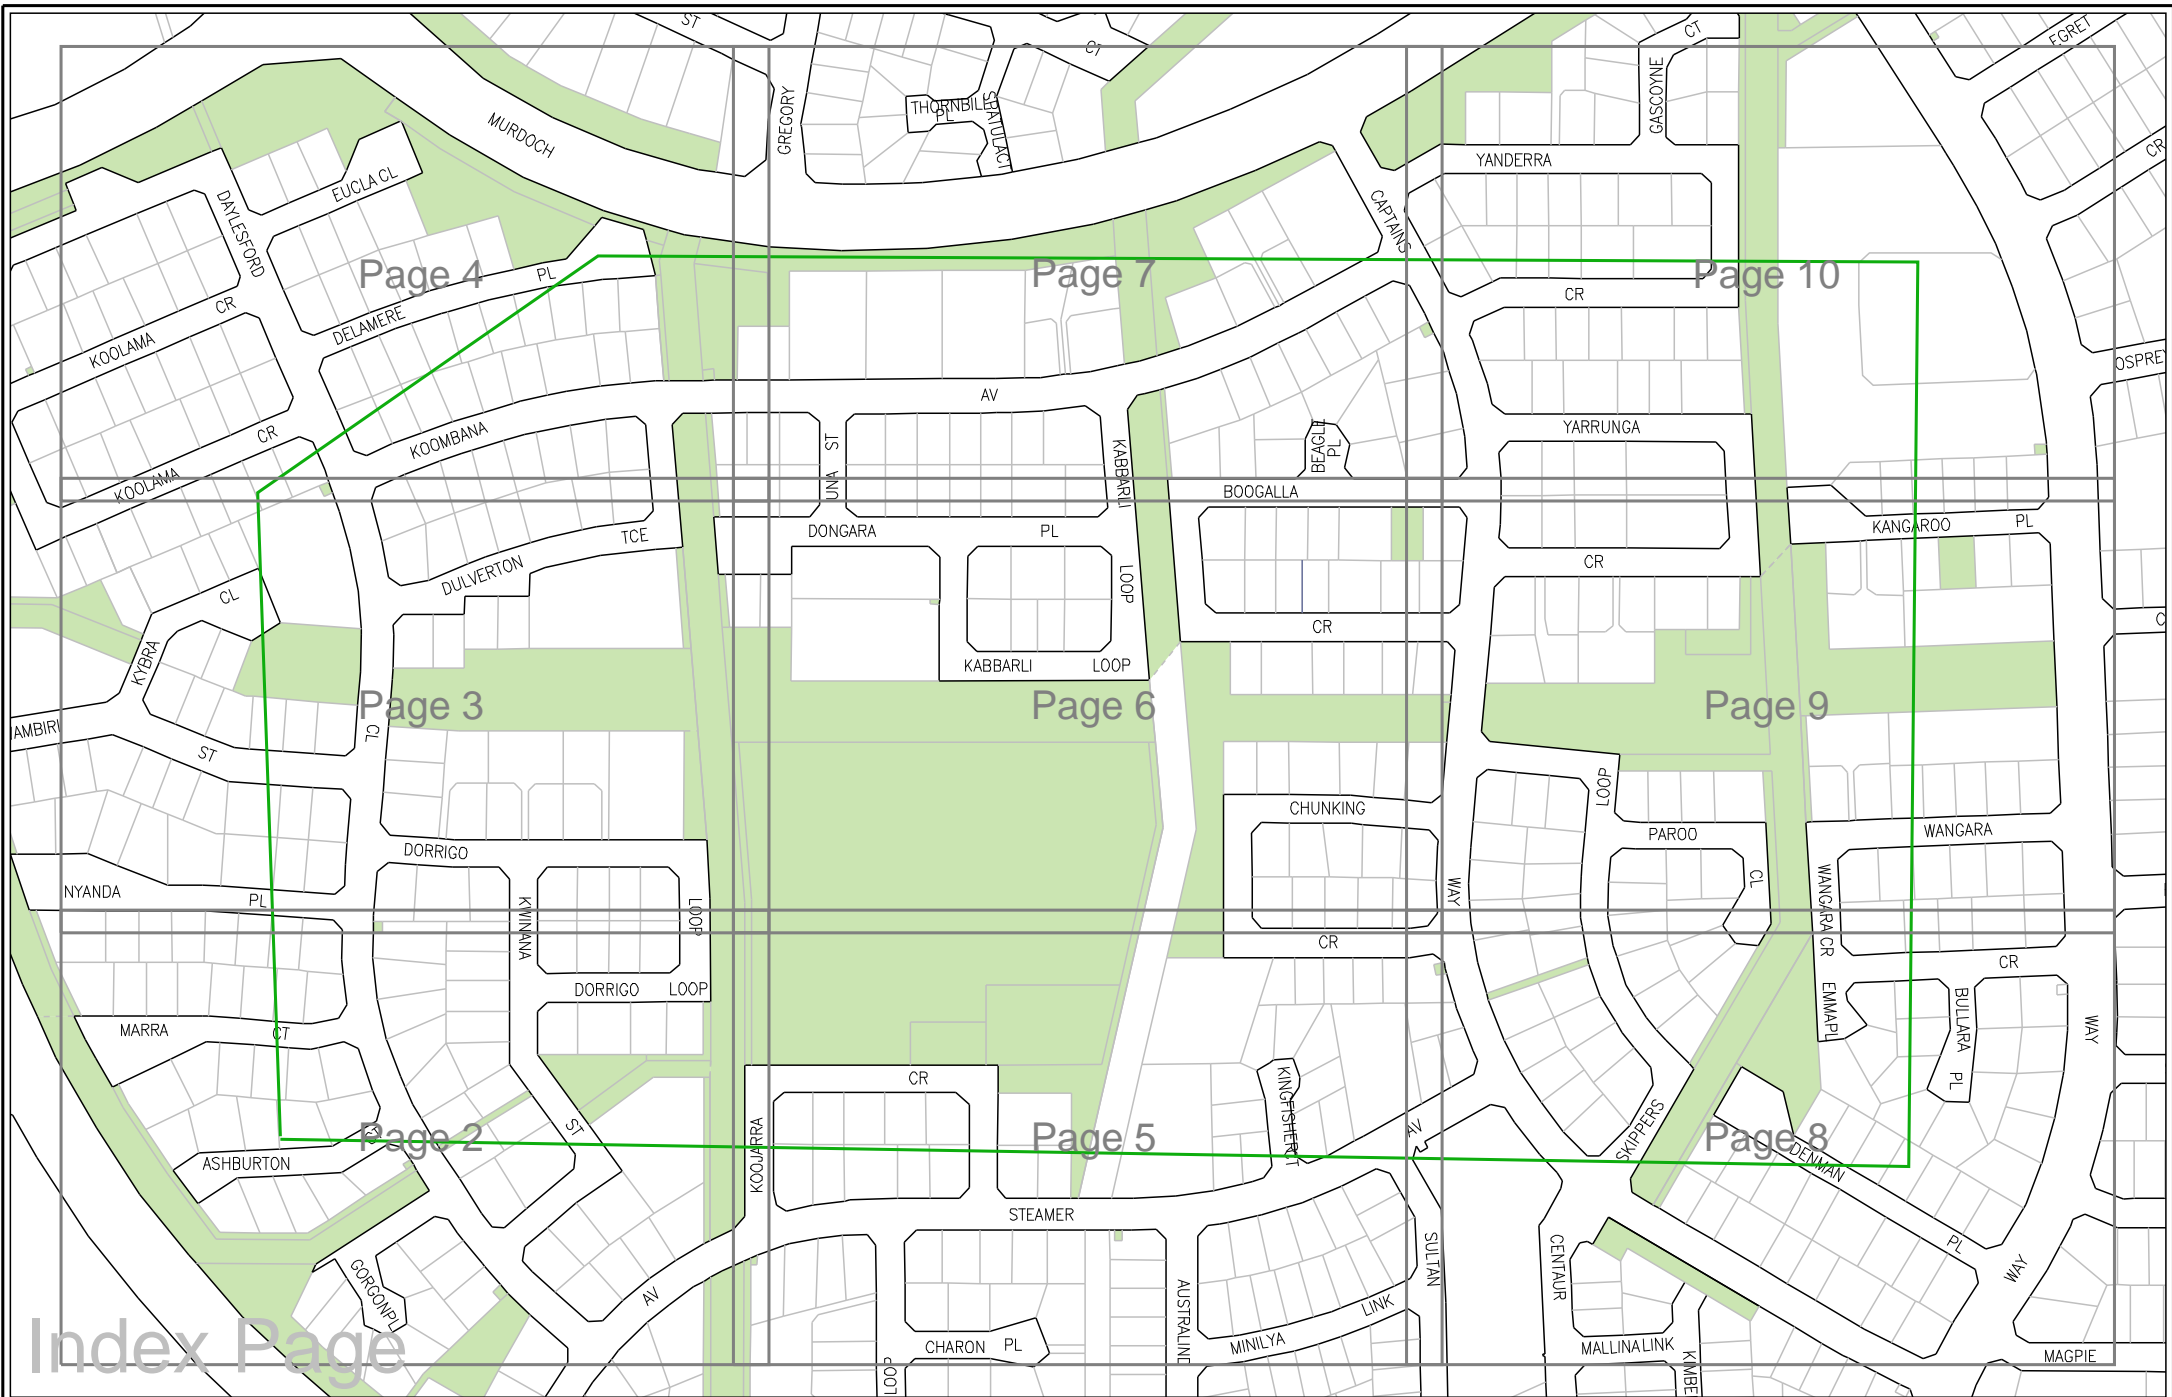 ST
CT
CT
EGRET
GREGORY
THORNBILL
PL
SPATULA CT
GASCOYNE
MURDOCH
YANDERRA
CR
EUCLA CL
DAYLESFORD
CAPTAINS
Page 4
PL
Page 7
Page 10
CR
CR
DELAMERE
KOOLAMA
OSPREY
AV
CR
KOOMBANA
ST
KABBARLI
BEAGLE
PL
YARRUNGA
KOOLAMA
UNA
BOOGALLA
DONGARA
PL
KANGAROO
PL
TCE
DULVERTON
CR
CL
LOOP
CR
KYBRA
KABBARLI
LOOP
Page 3
Page 6
Page 9
CL
ST
LOOP
CHUNKING
PAROO
WANGARA
DORRIGO
NYANDA
PL
KWINANA
LOOP
WAY
CL
WANGARA CR
CR
CR
DORRIGO
LOOP
MARRA
CT
EMMA PL
BULLARA
PL
WAY
CR
KINGFISHER CT
KOOJARRA
ST
AV
SKIPPERS
Page 2
Page 5
Page 8
ASHBURTON
DENMAN
STEAMER
PL
SULTAN
CENTAUR
WAY
GORGON PL
AV
AUSTRALIND
LINK
Index Page
CHARON
PL
MINILYA
MALLINA LINK
MAGPIE
LOOP
KIMBE